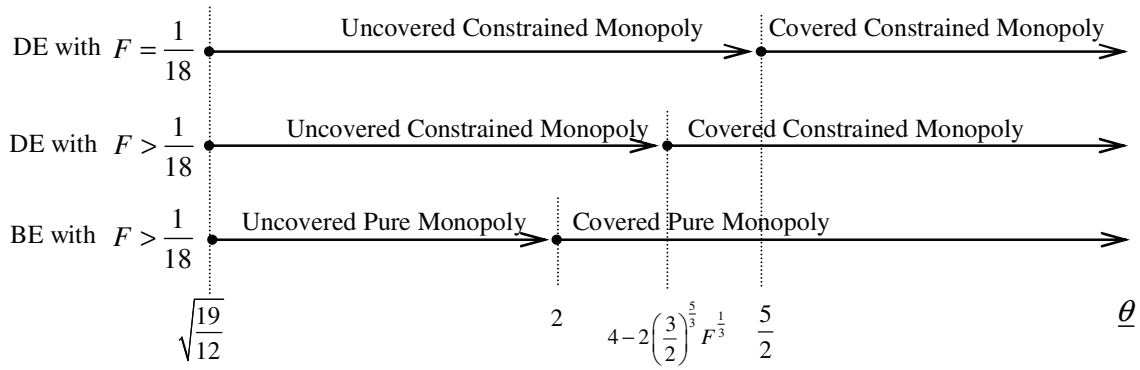 Uncovered Constrained Monopoly Covered Constrained Monopoly
DE with F = 1/18
Uncovered Constrained Monopoly Covered Constrained Monopoly
DE with F > 1/18
Uncovered Pure Monopoly Covered Pure Monopoly
BE with F > 1/18
√(19/12) 2 4 − 2(3/2)^(5/3) F^(1/3) 5/2 θ̲